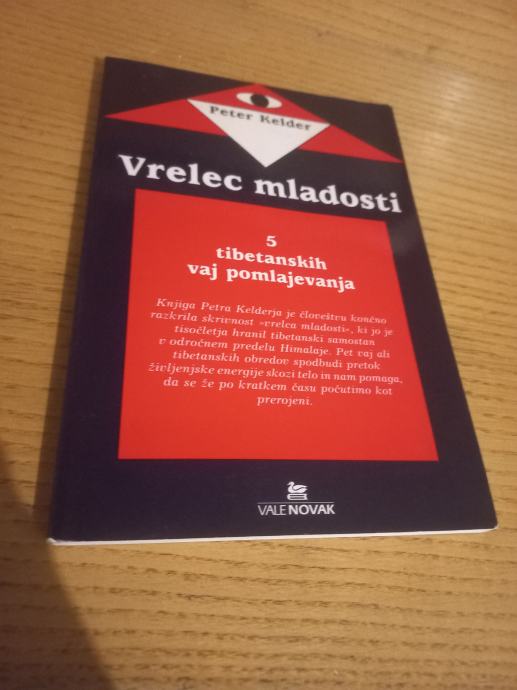 Peter Kelder
Vrelec mladosti
5
tibetanskih
vaj pomlajevanja
Knjiga Petra Kelderja je človeštvu končno
razkrila skrivnost »vrelca mladosti«, ki jo je
tisočletja hranil tibetanski samostan
v odročnem predelu Himalaje. Pet vaj ali
tibetanskih obredov spodbudi pretok
življenjske energije skozi telo in nam pomaga,
da se že po kratkem času počutimo kot
prerojeni.
VALENOVAK